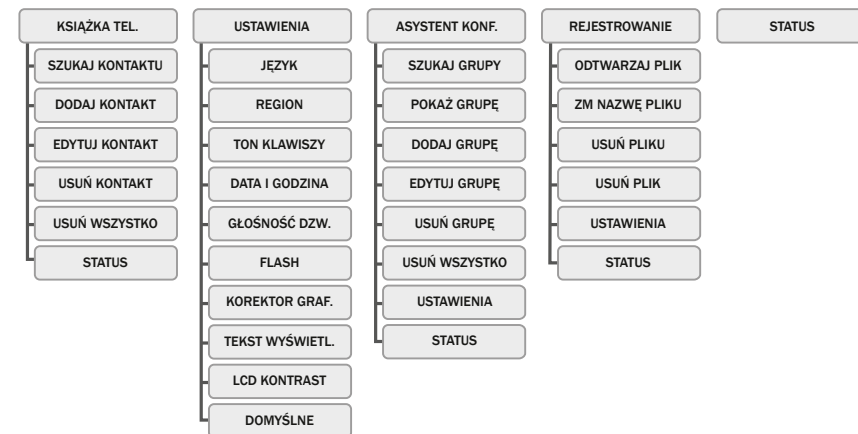 KSIĄŻKA TEL.
SZUKAJ KONTAKTU
DODAJ KONTAKT
EDYTUJ KONTAKT
USUŃ KONTAKT
USUŃ WSZYSTKO
STATUS
USTAWIENIA
JĘZYK
REGION
TON KLAWISZY
DATA I GODZINA
GŁOŚNOŚĆ DZW.
FLASH
KOREKTOR GRAF.
TEKST WYŚWIETL.
LCD KONTRAST
DOMYŚLNE
ASYSTENT KONF.
SZUKAJ GRUPY
POKAŻ GRUPĘ
DODAJ GRUPĘ
EDYTUJ GRUPĘ
USUŃ GRUPĘ
USUŃ WSZYSTKO
USTAWIENIA
STATUS
REJESTROWANIE
ODTWARZAJ PLIK
ZM NAZWĘ PLIKU
USUŃ PLIKU
USUŃ PLIK
USTAWIENIA
STATUS
STATUS